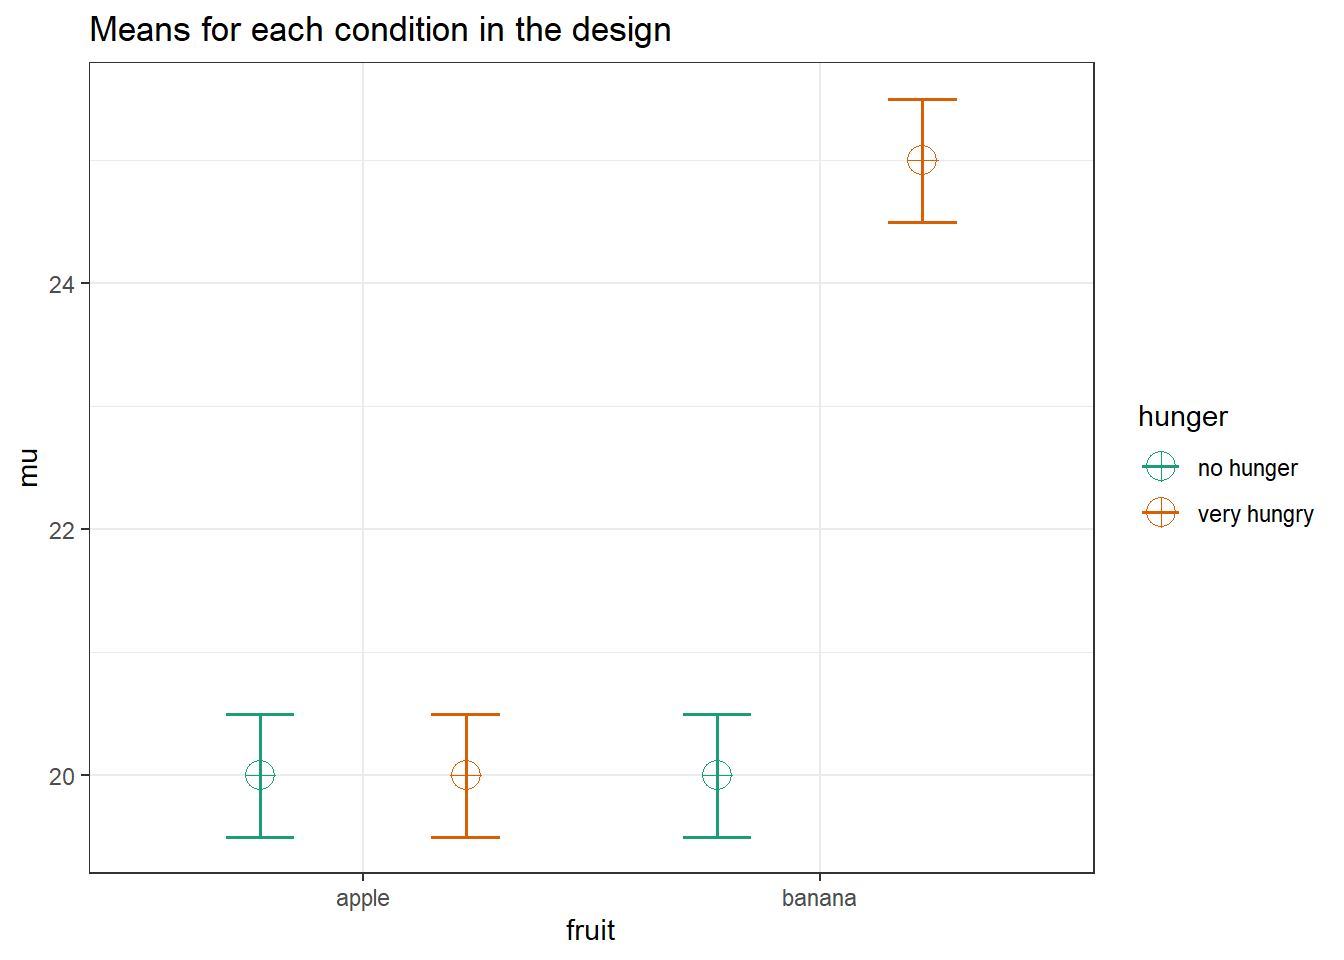 Means for each condition in the design
24
22
20
mu
apple
banana
fruit
hunger
no hunger
very hungry